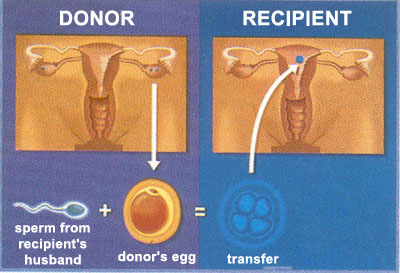 DONOR
RECIPIENT
+
=
sperm from
recipient's
husband
donor's egg
transfer